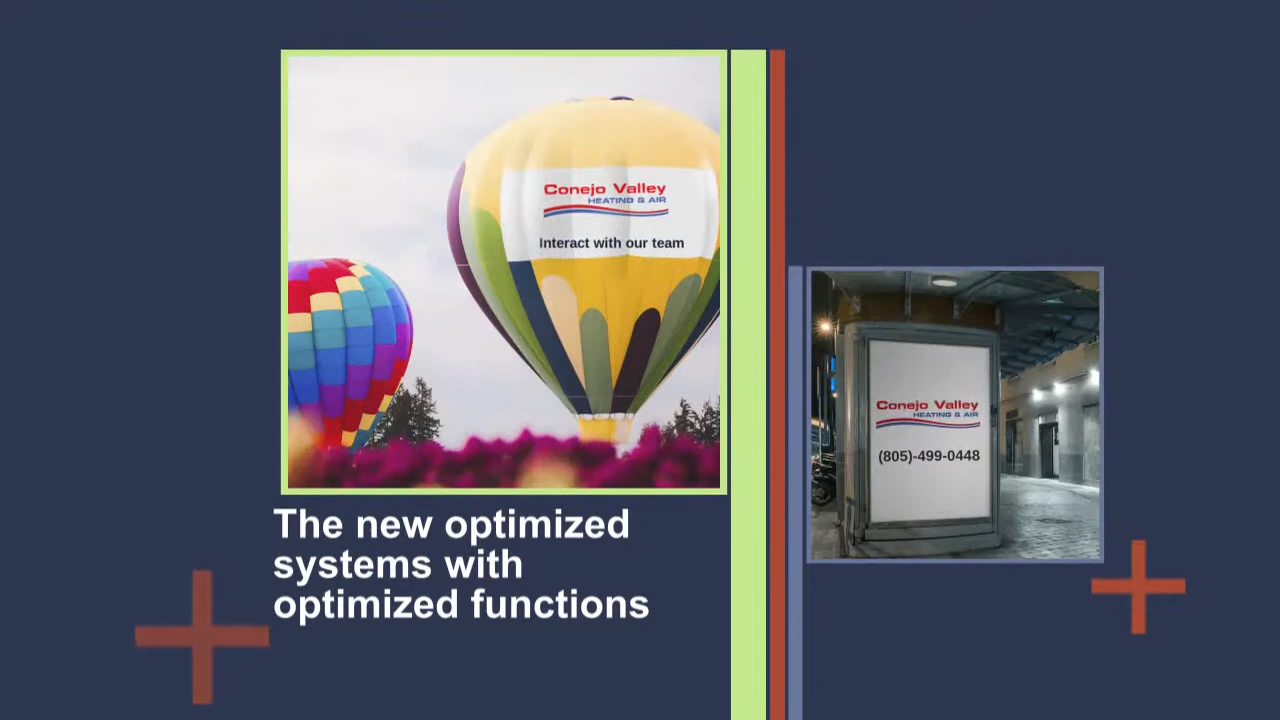 Conejo Valley
HEATING & AIR
Interact with our team
Conejo Valley
HEATING & AIR
(805)-499-0448
The new optimized
systems with
optimized functions